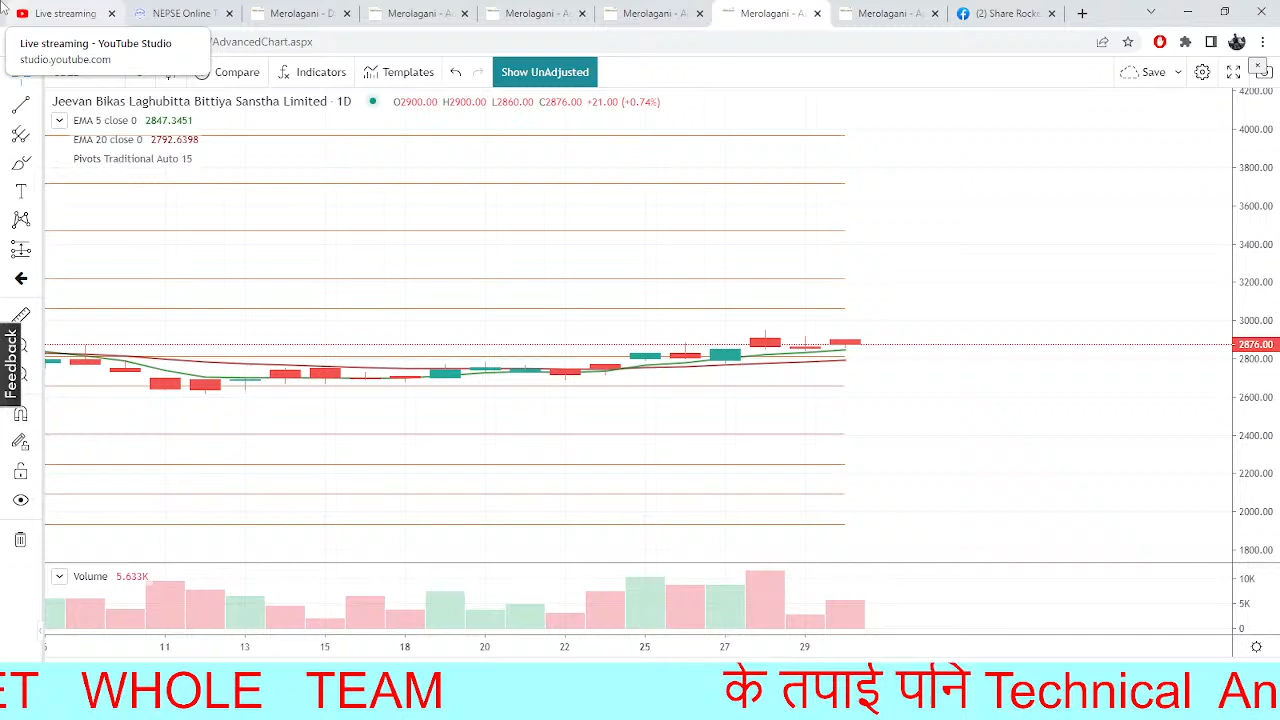 Live streaming
NEPSE Online T
Merolagani - D
Merolagani - A
Merolagani - A
Merolagani - A
Merolagani - A
Merolagani - A
(2) Share Rocke
Live streaming - YouTube Studio
studio.youtube.com
/AdvancedChart.aspx
Compare
Indicators
Templates
Show UnAdjusted
Save
Jeevan Bikas Laghubitta Bittiya Sanstha Limited · 1D O2900.00 H2900.00 L2860.00 C2876.00 +21.00 (+0.74%)
EMA 5 close 0 2847.3451
EMA 20 close 0 2792.6398
Pivots Traditional Auto 15
Feedback
4200.00
4000.00
3800.00
3600.00
3400.00
3200.00
3000.00
2876.00
2800.00
2600.00
2400.00
2200.00
2000.00
1800.00
Volume 5.633K
10K
5K
0
11 13 15 18 20 22 25 27 29
ET WHOLE TEAM के तपाई पनि Technical An